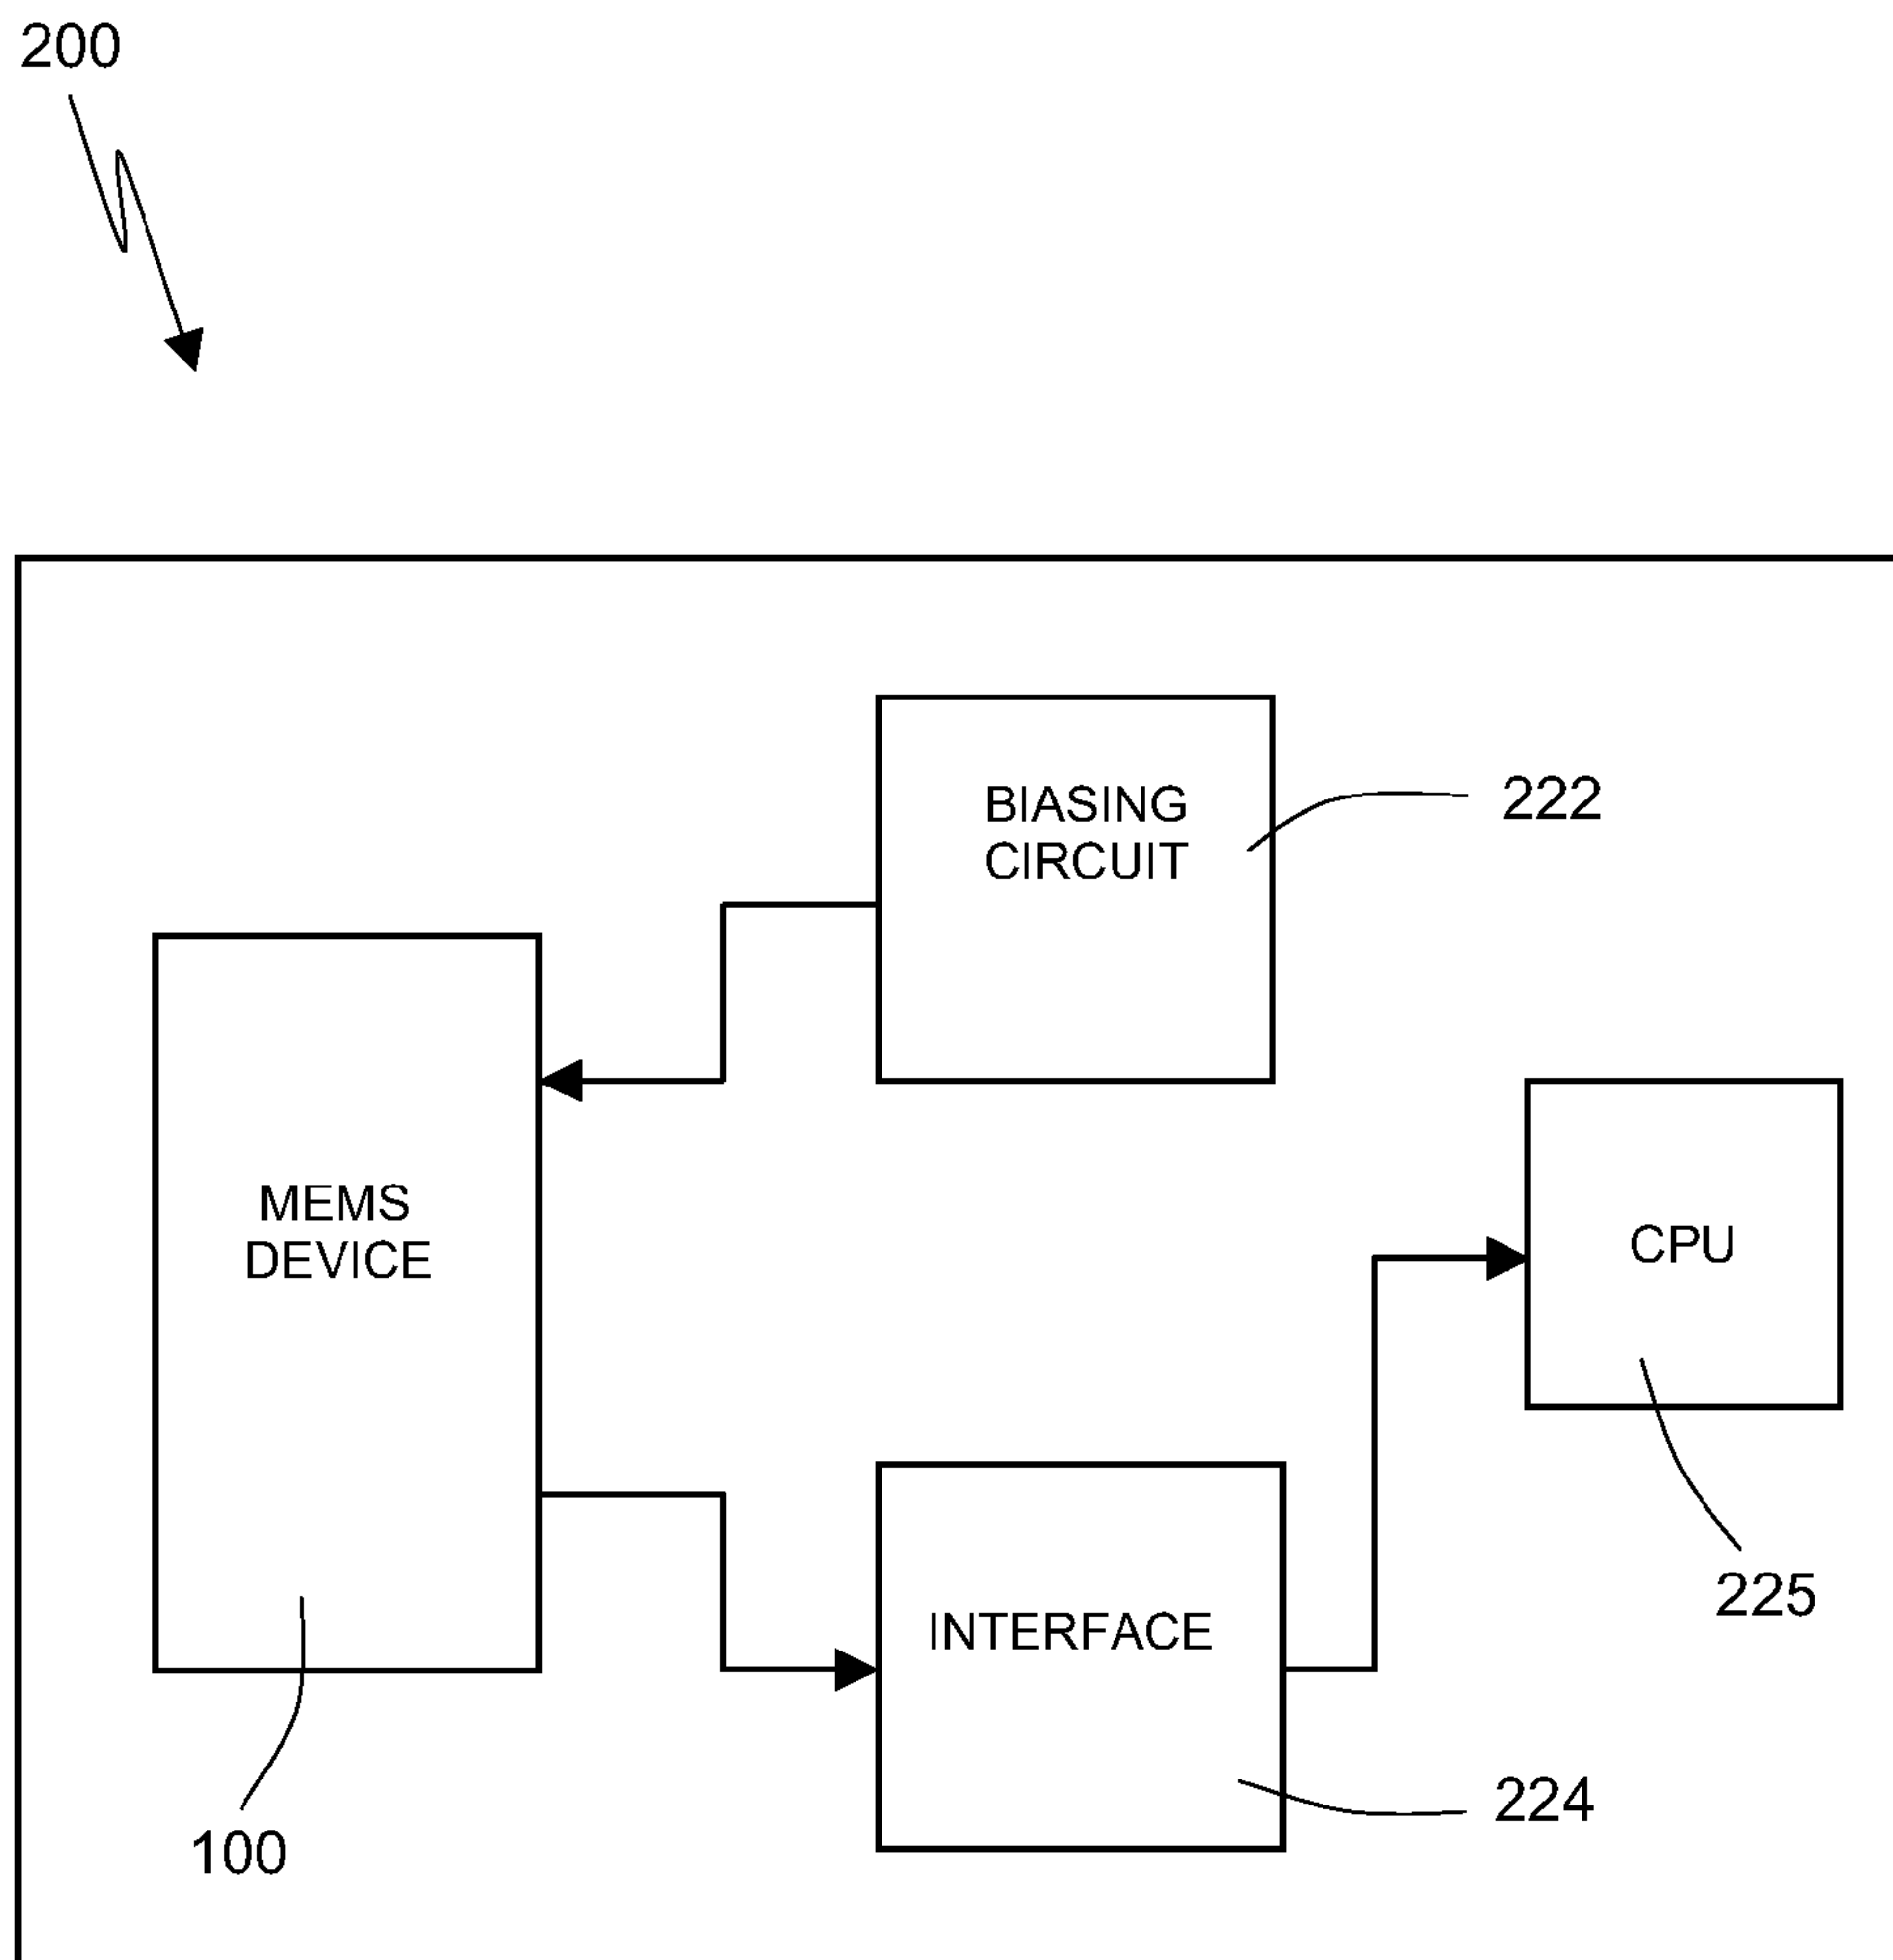 200
BIASING
CIRCUIT
222
MEMS
DEVICE
CPU
225
INTERFACE
224
100